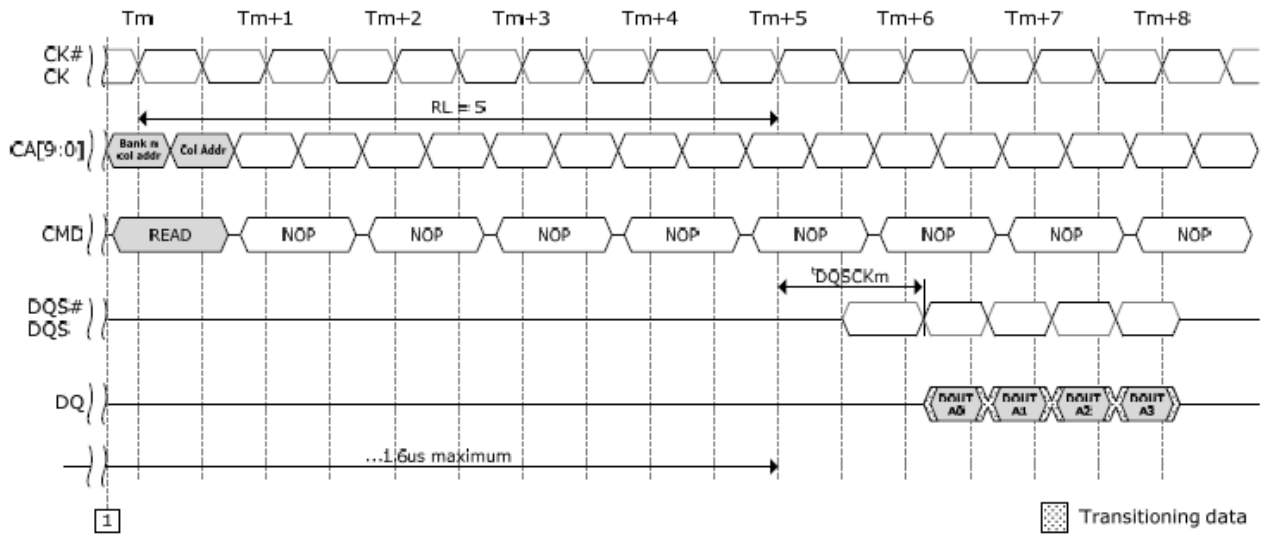 Tm Tm+1 Tm+2 Tm+3 Tm+4 Tm+5 Tm+6 Tm+7 Tm+8
CK#
CK
RL = 5
CA[9:0]
Bank n
col addr
Col Addr
CMD
READ NOP NOP NOP NOP NOP NOP NOP NOP
tDQSCKm
DQS#
DQS
DQ
DOUT
A0
DOUT
A1
DOUT
A2
DOUT
A3
...1.6us maximum
1
Transitioning data